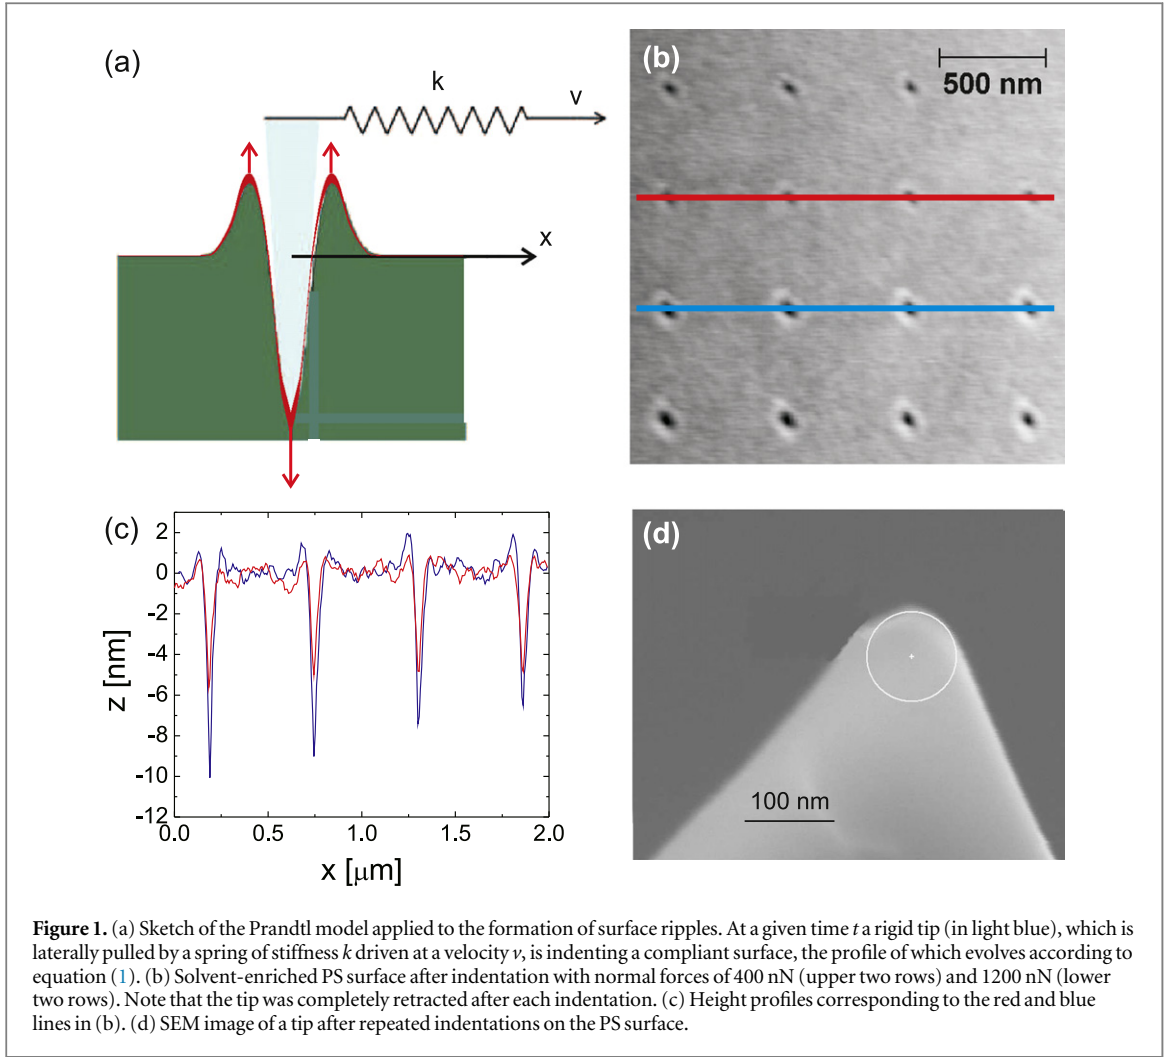 (a)
k
v
x
(b)
500 nm
(c)
2
0
-2
-4
-6
-8
-10
-12
z [nm]
0.0 0.5 1.0 1.5 2.0
x [μm]
(d)
100 nm
Figure 1. (a) Sketch of the Prandtl model applied to the formation of surface ripples. At a given time t a rigid tip (in light blue), which is
laterally pulled by a spring of stiffness k driven at a velocity v, is indenting a compliant surface, the profile of which evolves according to
equation (1). (b) Solvent-enriched PS surface after indentation with normal forces of 400 nN (upper two rows) and 1200 nN (lower
two rows). Note that the tip was completely retracted after each indentation. (c) Height profiles corresponding to the red and blue
lines in (b). (d) SEM image of a tip after repeated indentations on the PS surface.